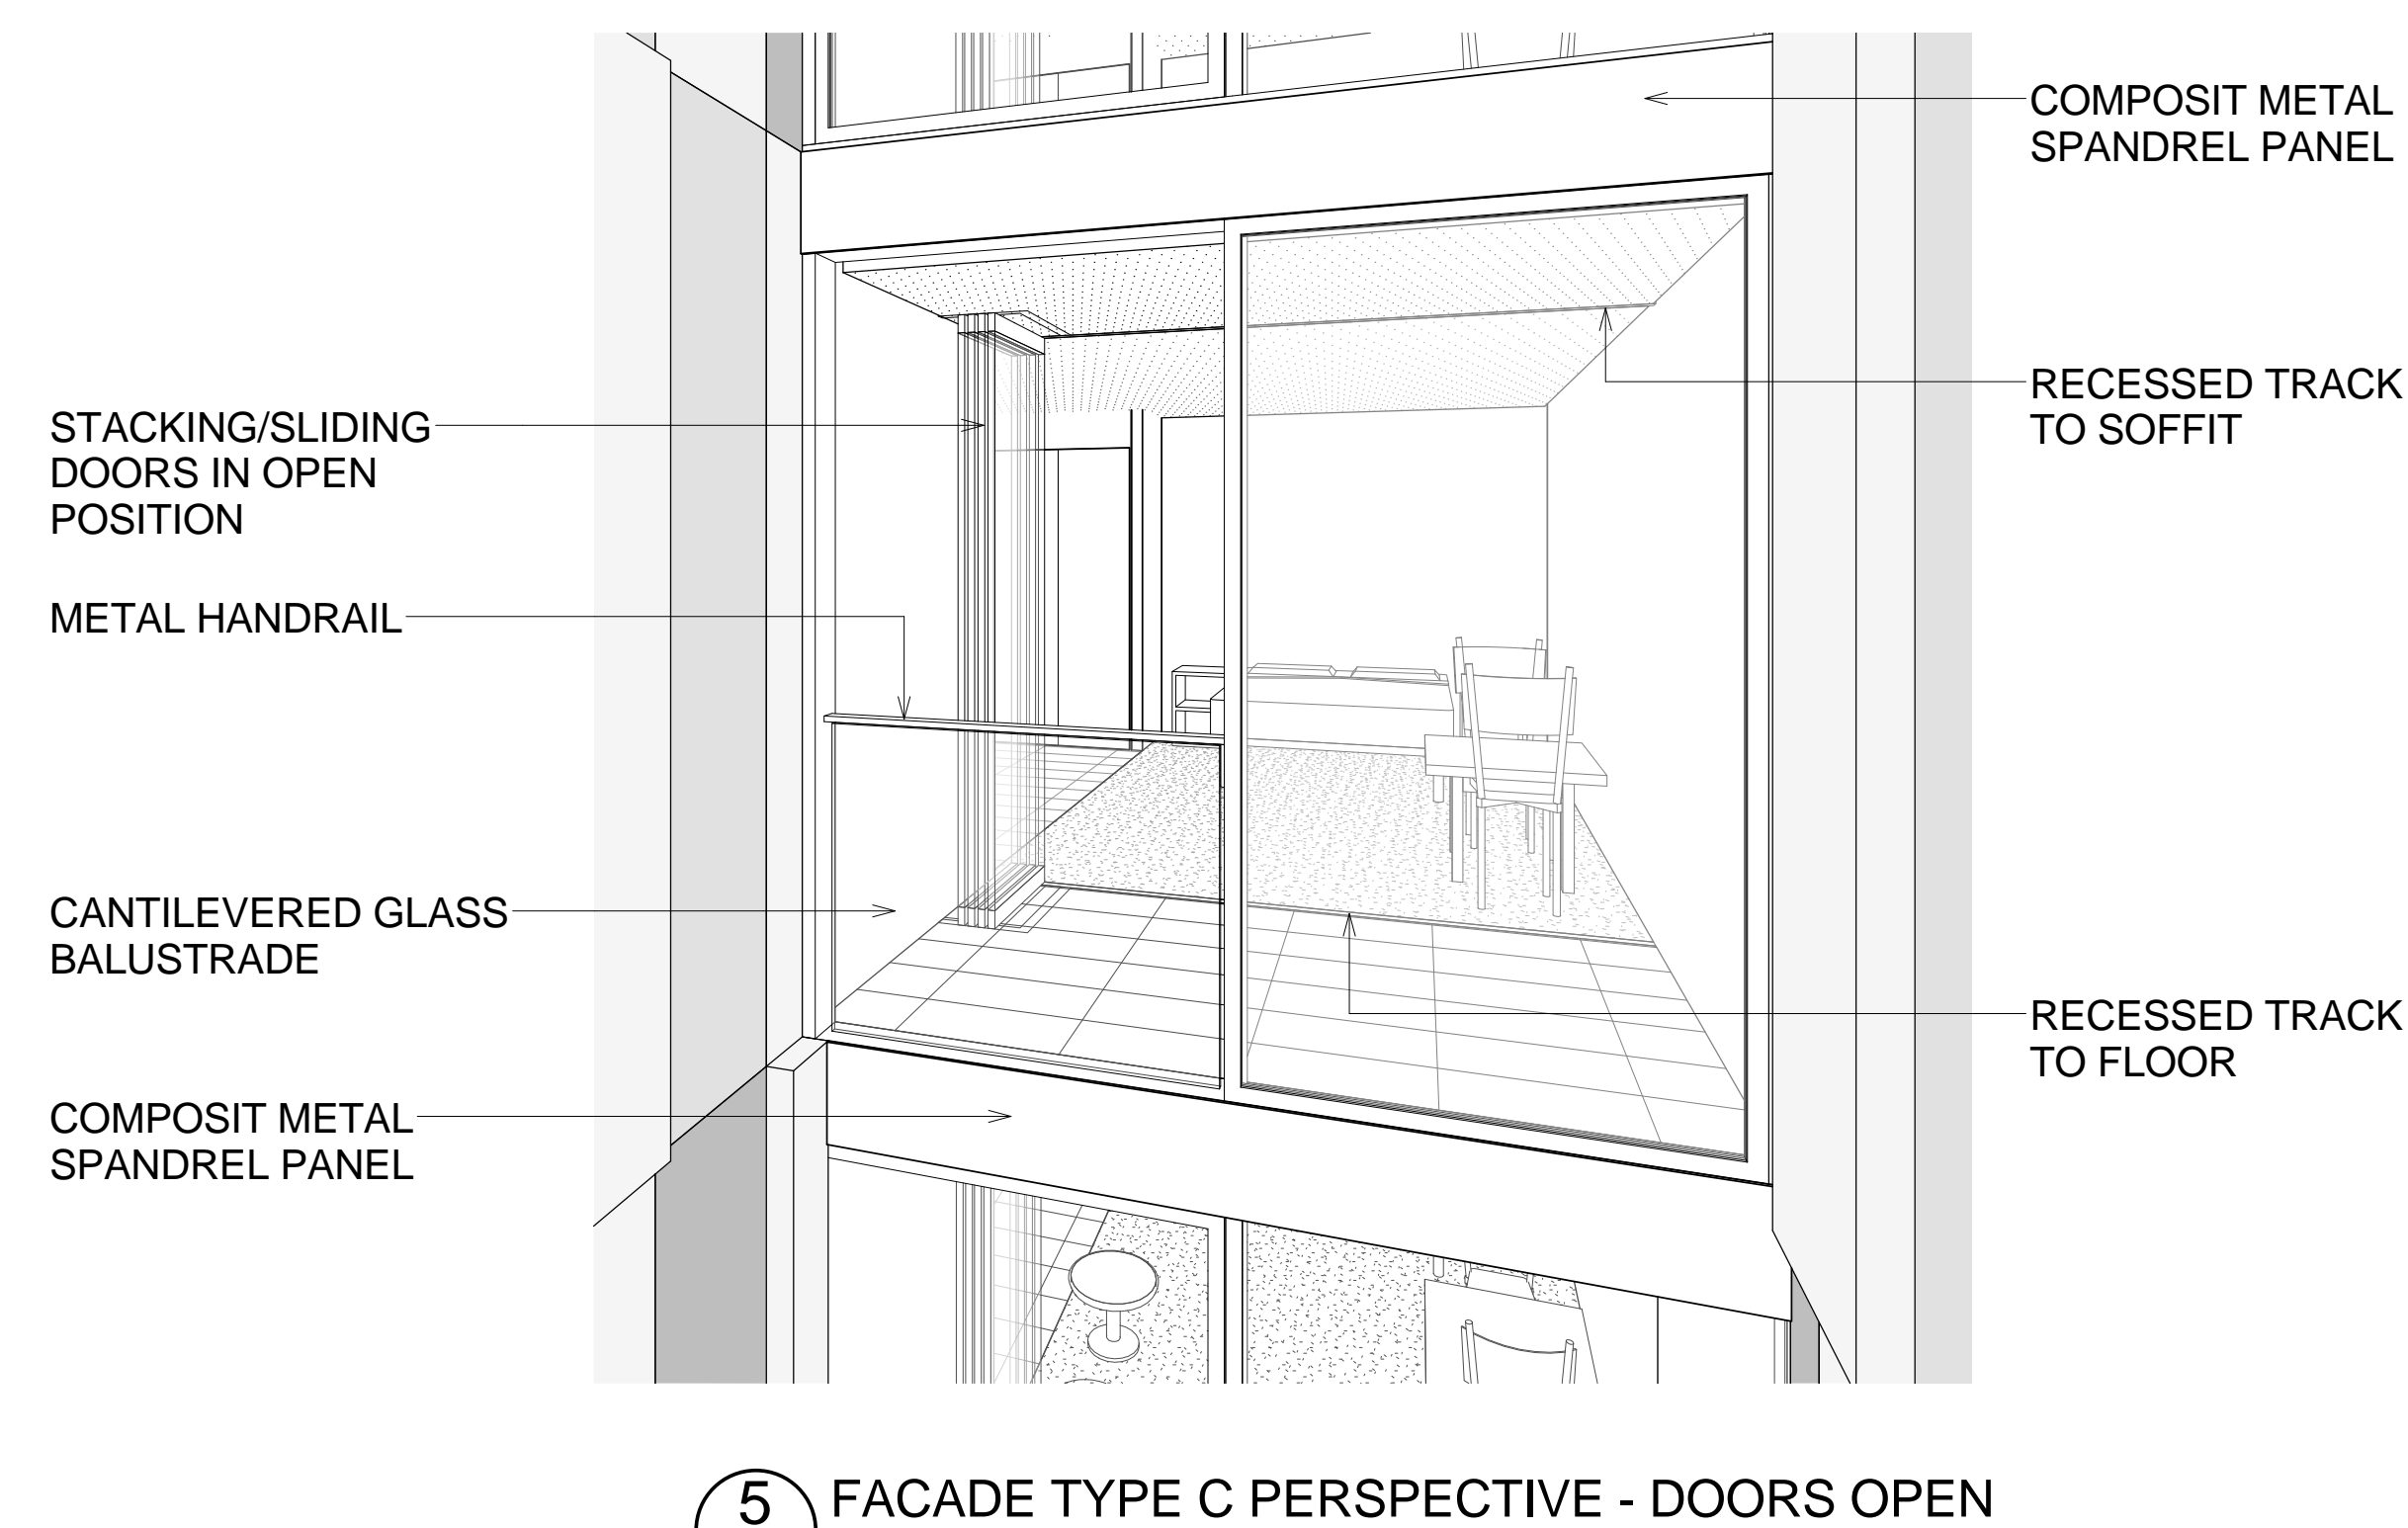 COMPOSIT METAL
SPANDREL PANEL
RECESSED TRACK
TO SOFFIT
STACKING/SLIDING
DOORS IN OPEN
POSITION
METAL HANDRAIL
CANTILEVERED GLASS
BALUSTRADE
RECESSED TRACK
TO FLOOR
COMPOSIT METAL
SPANDREL PANEL
5 FACADE TYPE C PERSPECTIVE - DOORS OPEN